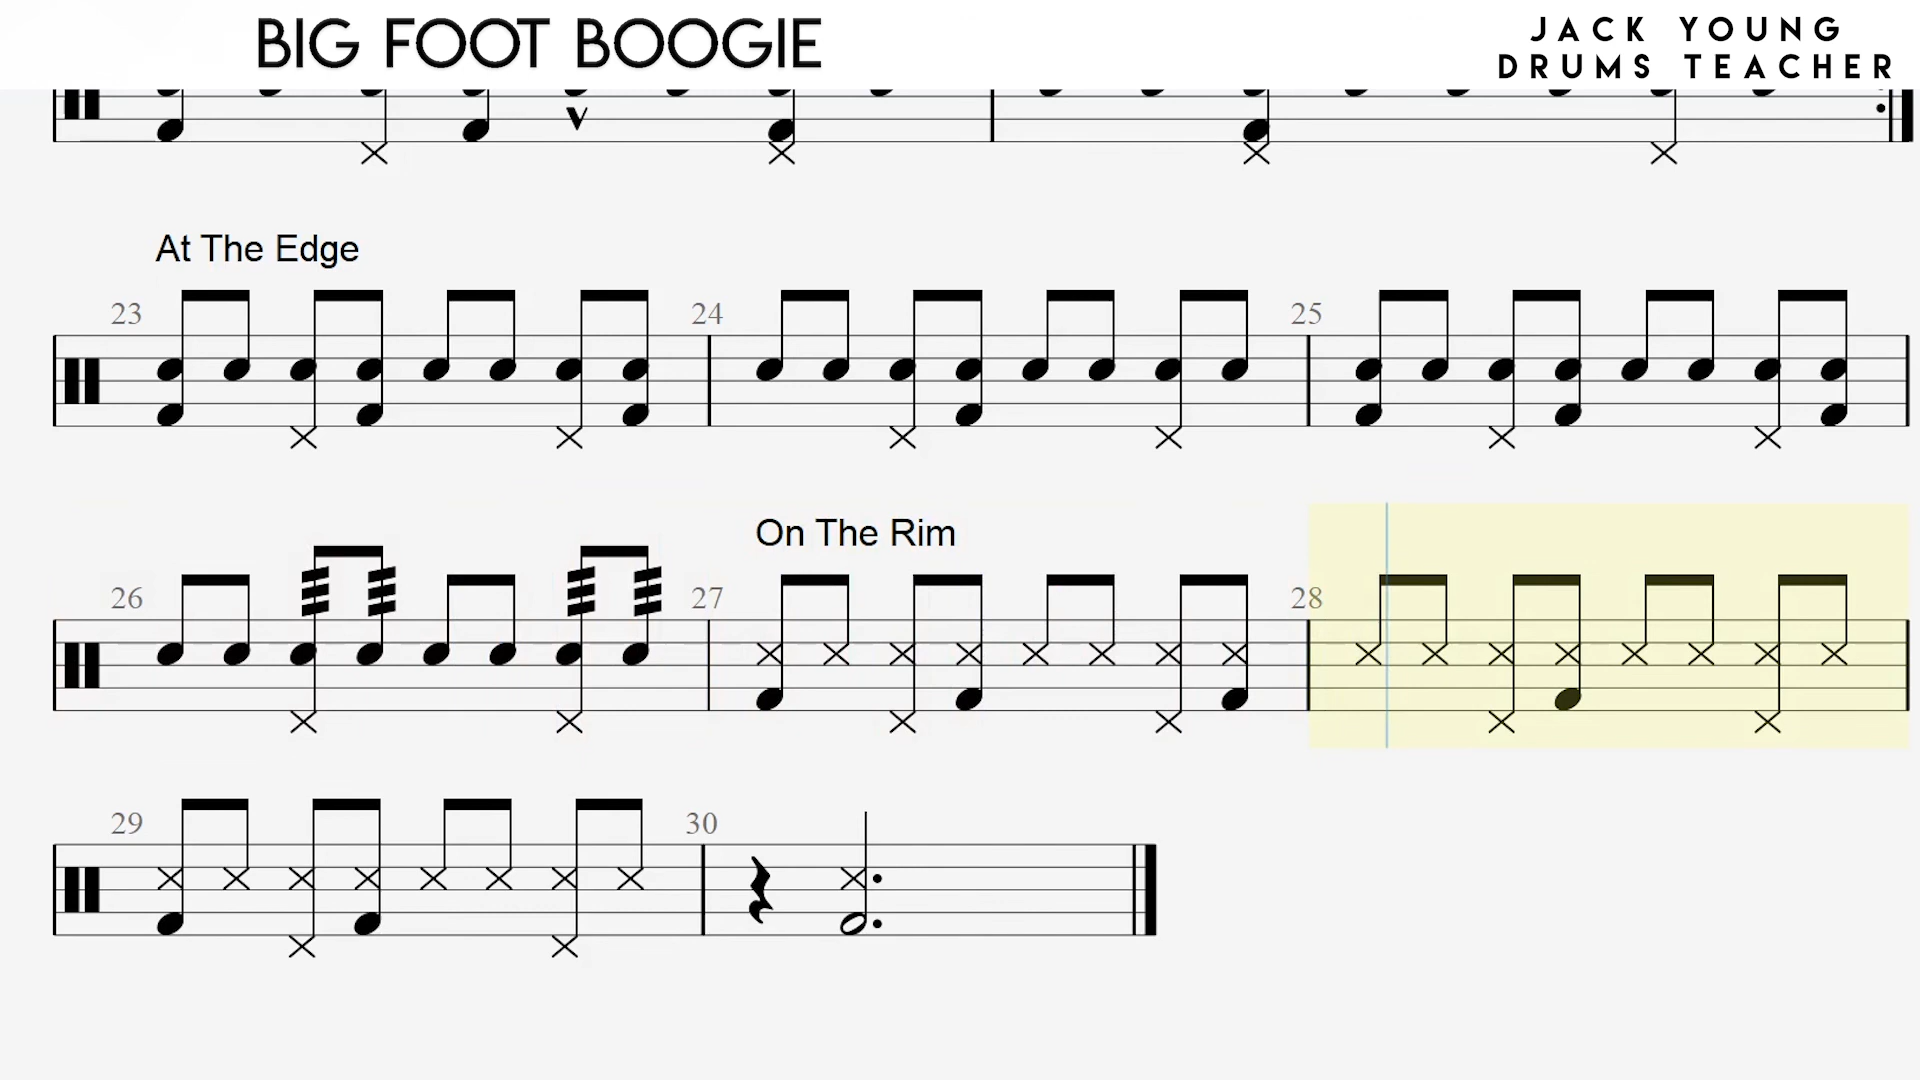 BIG FOOT BOOGIE
JACK YOUNG
DRUMS TEACHER
At The Edge
23
24
25
On The Rim
26
27
28
29
30